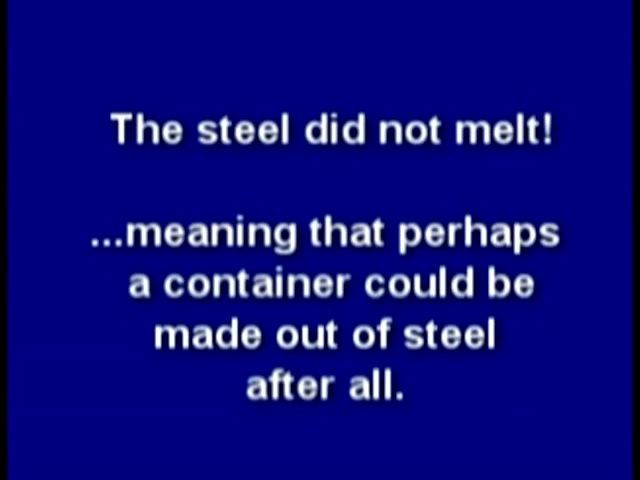 The steel did not melt!
...meaning that perhaps
a container could be
made out of steel
after all.